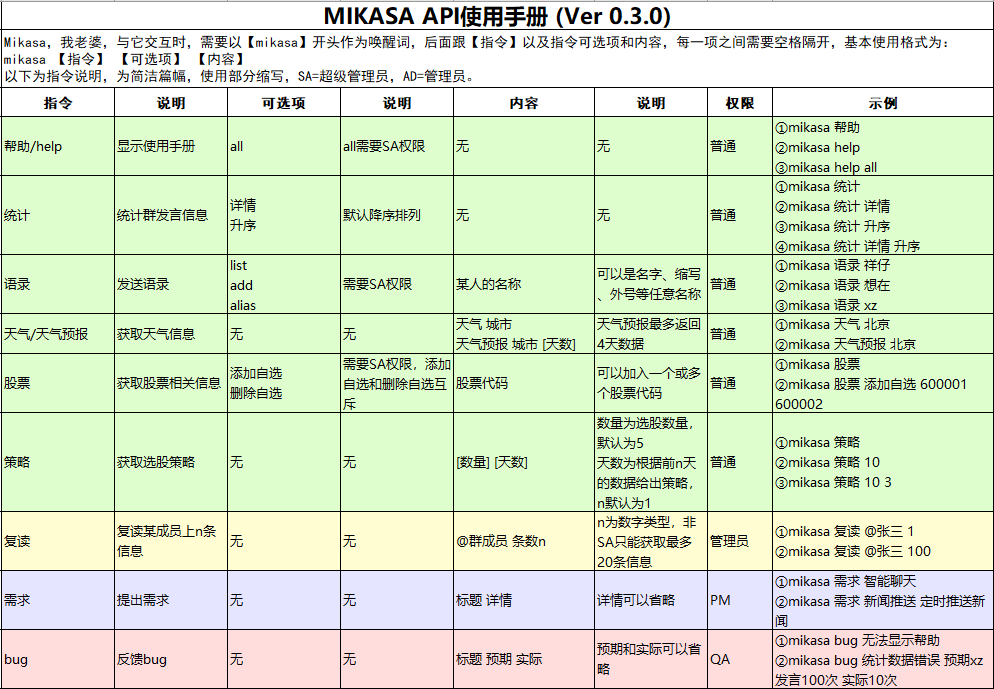 MIKASA API使用手册 (Ver 0.3.0)
Mikasa，我老婆，与它交互时，需要以【mikasa】开头作为唤醒词，后面跟【指令】以及指令可选项和内容，每一项之间需要空格隔开，基本使用格式为：
mikasa 【指令】 【可选项】 【内容】
以下为指令说明，为简洁篇幅，使用部分缩写，SA=超级管理员，AD=管理员。
指令 说明 可选项 说明 内容 说明 权限 示例
帮助/help 显示使用手册 all all需要SA权限 无 无 普通
①mikasa 帮助
②mikasa help
③mikasa help all
统计 统计群发言信息
详情
升序
默认降序排列 无 无 普通
①mikasa 统计
②mikasa 统计 详情
③mikasa 统计 升序
④mikasa 统计 详情 升序
语录 发送语录
list
add
alias
需要SA权限 某人的名称
可以是名字、缩写
、外号等任意名称
普通
①mikasa 语录 祥仔
②mikasa 语录 想在
③mikasa 语录 xz
天气/天气预报 获取天气信息 无 无
天气 城市
天气预报 城市 [天数]
天气预报最多返回
4天数据
普通
①mikasa 天气 北京
②mikasa 天气预报 北京
股票 获取股票相关信息
添加自选
删除自选
需要SA权限，添加
自选和删除自选互
斥
股票代码
可以加入一个或多
个股票代码
普通
①mikasa 股票
②mikasa 股票 添加自选 600001
600002
策略 获取选股策略 无 无 [数量] [天数]
数量为选股数量，
默认为5
天数为根据前n天
的数据给出策略，
n默认为1
普通
①mikasa 策略
②mikasa 策略 10
③mikasa 策略 10 3
复读
复读某成员上n条
信息
无 无 @群成员 条数n
n为数字类型，非
SA只能获取最多
20条信息
管理员
①mikasa 复读 @张三 1
②mikasa 复读 @张三 100
需求 提出需求 无 无 标题 详情 详情可以省略 PM
①mikasa 需求 智能聊天
②mikasa 需求 新闻推送 定时推送新
闻
bug 反馈bug 无 无 标题 预期 实际
预期和实际可以省
略
QA
①mikasa bug 无法显示帮助
②mikasa bug 统计数据错误 预期xz
发言100次 实际10次